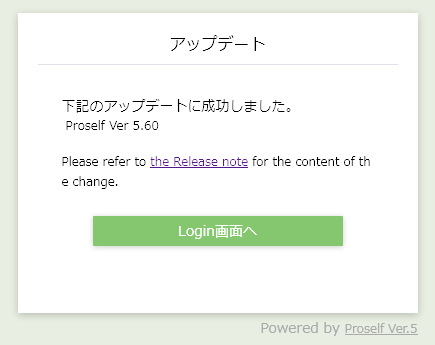 アップデート
下記のアップデートに成功しました。
Proself Ver 5.60
Please refer to the Release note for the content of th
e change.
Login画面へ
Powered by Proself Ver.5